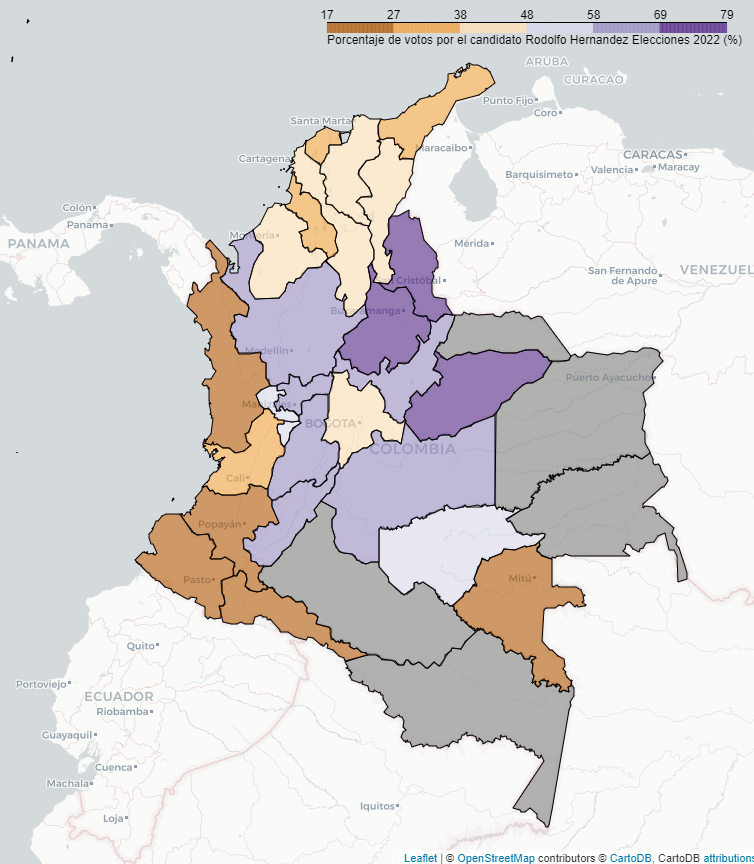 17 27 38 48 58 69 79
Porcentaje de votos por el candidato Rodolfo Hernandez Elecciones 2022 (%)
ARUBA
CURACAO
Punto Fijo
Coro
Santa Marta
Maracaibo
CARACAS
Cartagena
Barquisimeto
Valencia
Maracay
Colón
Panama
PANAMA
Montería
Mérida
San Cristóbal
San Fernando
de Apure
VENEZUEL
Bucaramanga
Medellín
Puerto Ayacucho
Manizales
BOGOTA
COLOMBIA
Cali
Popayán
Pasto
Mitú
Quito
Portoviejo
ECUADOR
Riobamba
Guayaquil
Cuenca
Machala
Iquitos
Loja
Leaflet | © OpenStreetMap contributors © CartoDB, CartoDB attributions